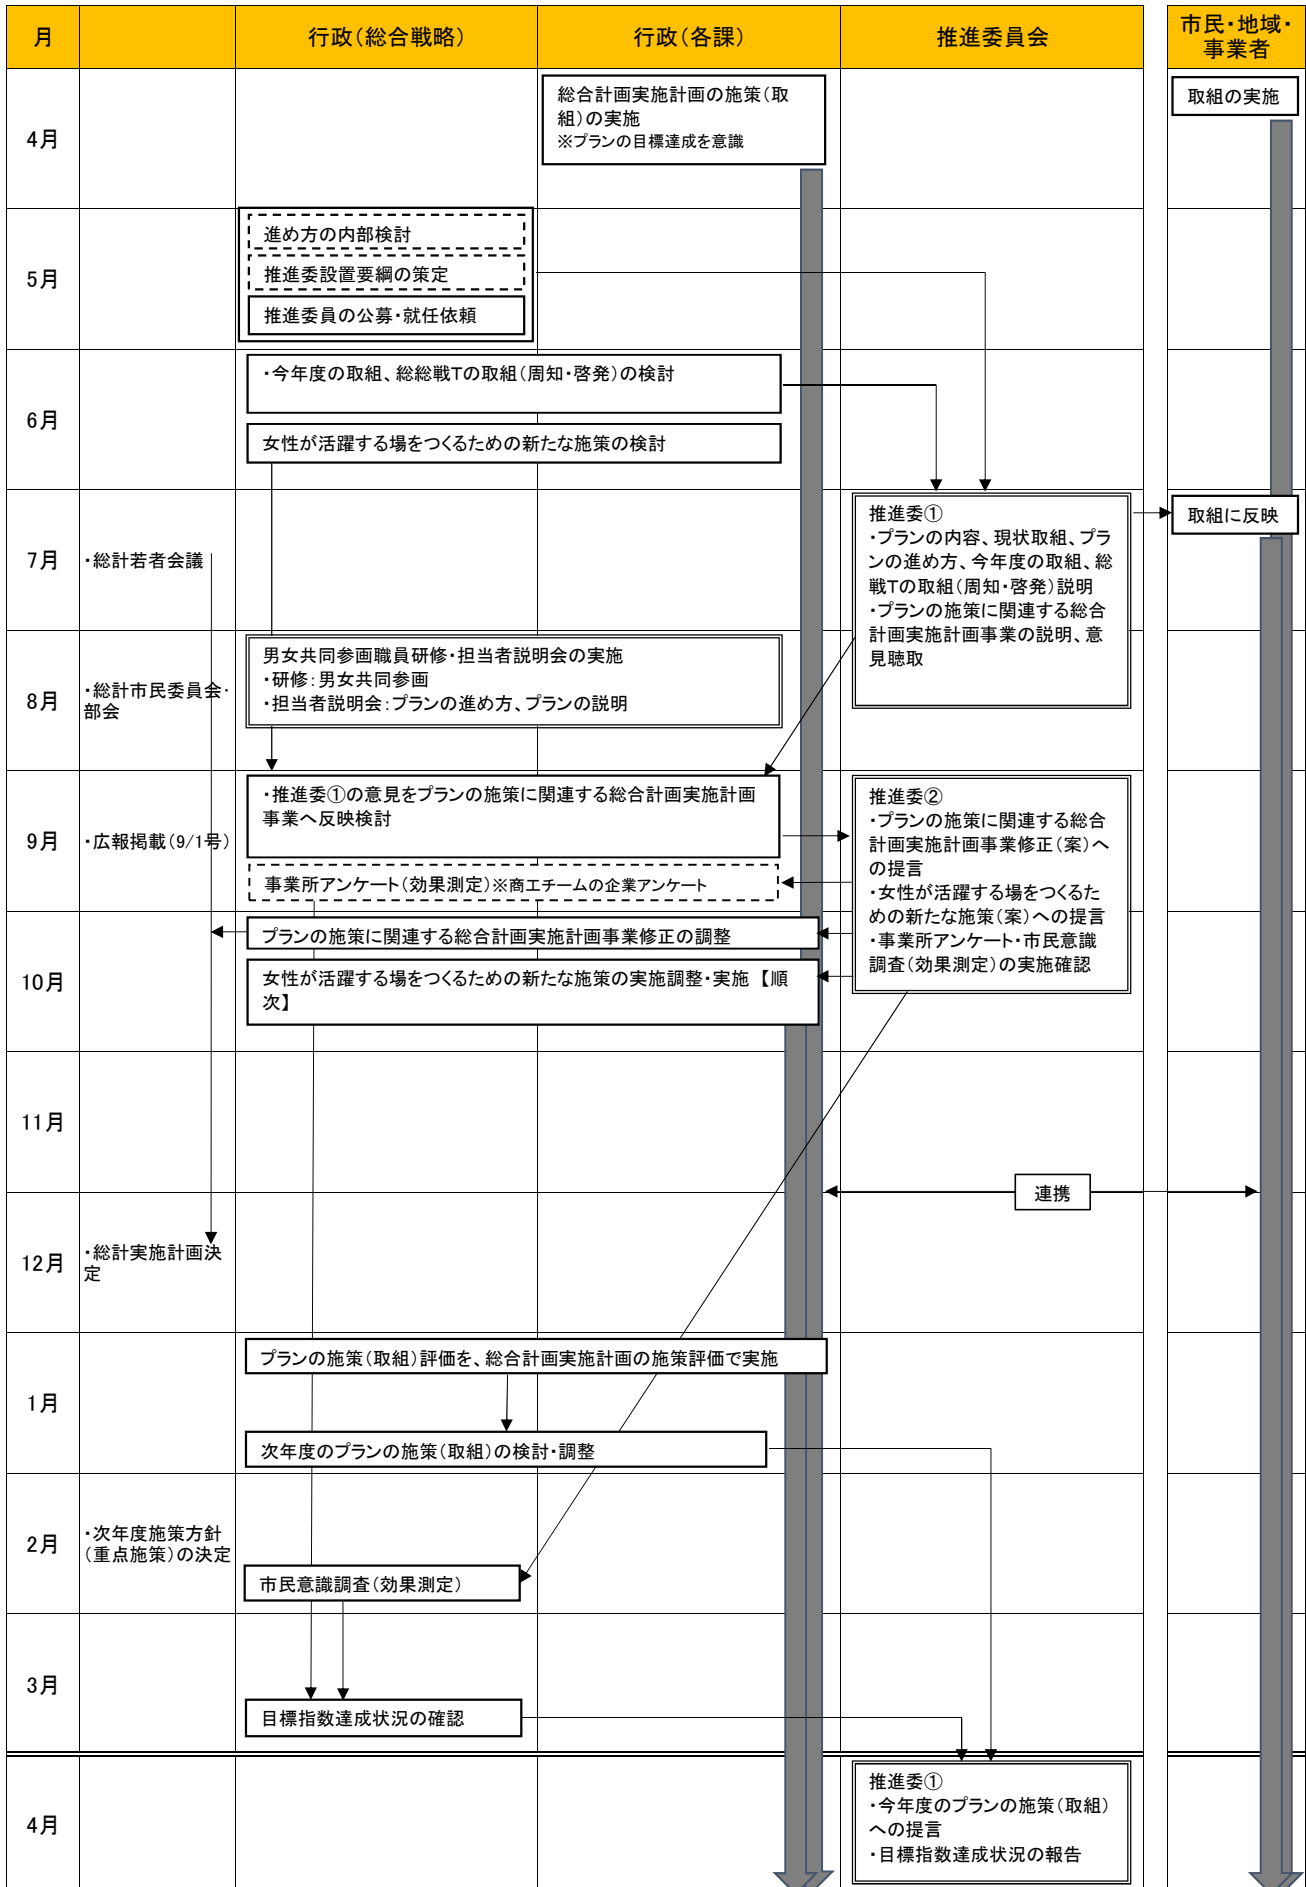 月
行政(総合戦略)
行政(各課)
推進委員会
市民・地域・
事業者
4月
総合計画実施計画の施策(取
組)の実施
※プランの目標達成を意識
取組の実施
5月
進め方の内部検討
推進委設置要綱の策定
推進委員の公募・就任依頼
6月
・今年度の取組、総総戦Tの取組(周知・啓発)の検討
女性が活躍する場をつくるための新たな施策の検討
7月
・総計若者会議
推進委①
・プランの内容、現状取組、プラ
ンの進め方、今年度の取組、総
戦Tの取組(周知・啓発)説明
・プランの施策に関連する総合
計画実施計画事業の説明、意
見聴取
取組に反映
8月
・総計市民委員会・
部会
男女共同参画職員研修・担当者説明会の実施
・研修:男女共同参画
・担当者説明会:プランの進め方、プランの説明
9月
・広報掲載(9/1号)
・推進委①の意見をプランの施策に関連する総合計画実施計画
事業へ反映検討
事業所アンケート(効果測定)※商工チームの企業アンケート
推進委②
・プランの施策に関連する総合
計画実施計画事業修正(案)へ
の提言
・女性が活躍する場をつくるた
めの新たな施策(案)への提言
・事業所アンケート・市民意識
調査(効果測定)の実施確認
10月
プランの施策に関連する総合計画実施計画事業修正の調整
女性が活躍する場をつくるための新たな施策の実施調整・実施【順
次】
11月
連携
12月
・総計実施計画決
定
1月
プランの施策(取組)評価を、総合計画実施計画の施策評価で実施
次年度のプランの施策(取組)の検討・調整
2月
・次年度施策方針
(重点施策)の決定
市民意識調査(効果測定)
3月
目標指数達成状況の確認
4月
推進委①
・今年度のプランの施策(取組)
への提言
・目標指数達成状況の報告